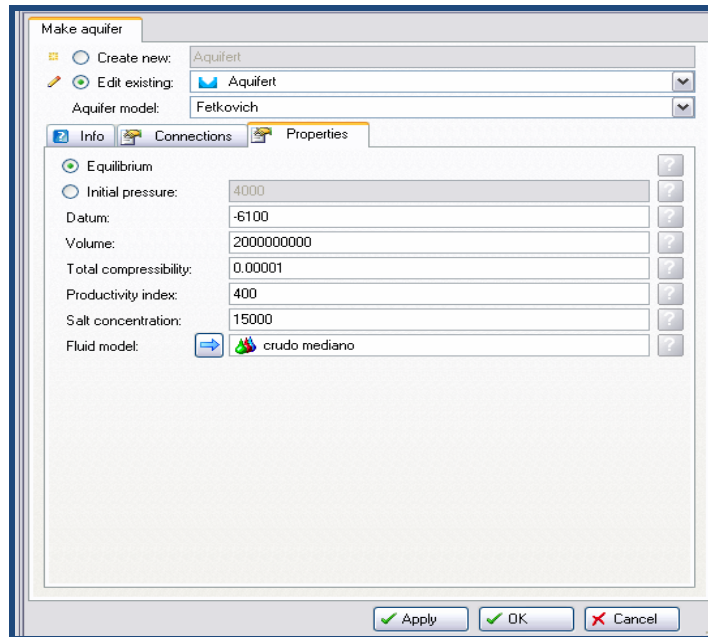 Make aquifer
Create new: Aquifert
Edit existing: Aquifert
Aquifer model: Fetkovich
? Info Connections Properties
Equilibrium ?
Initial pressure: 4000 ?
Datum: -6100 ?
Volume: 2000000000 ?
Total compressibility: 0.00001 ?
Productivity index: 400 ?
Salt concentration: 15000 ?
Fluid model: crudo mediano ?
Apply OK Cancel